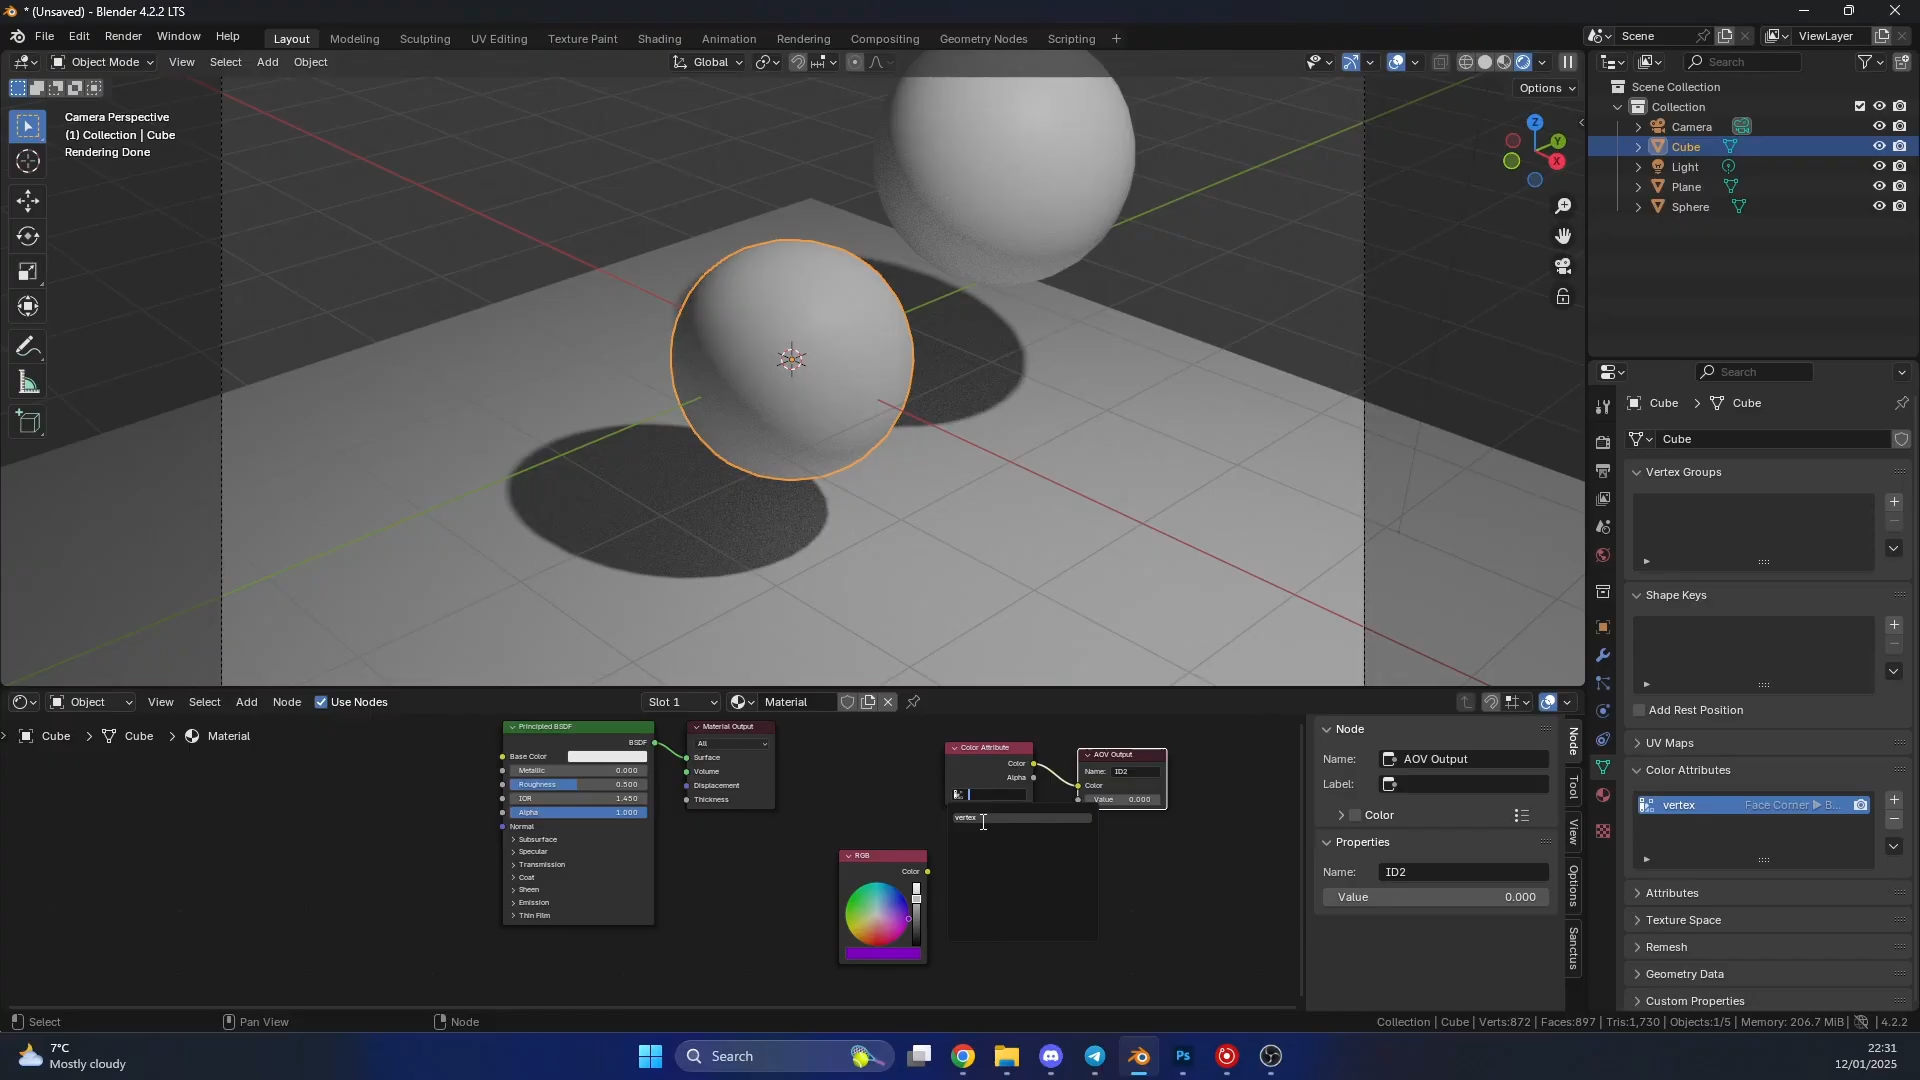 * (Unsaved) - Blender 4.2.2 LTS
File Edit Render Window Help
Layout Modeling Sculpting UV Editing Texture Paint Shading Animation Rendering Compositing Geometry Nodes Scripting +
Scene
ViewLayer
Object Mode
View Select Add Object
Global
Search
Options
Camera Perspective
(1) Collection | Cube
Rendering Done
Z
Y
X
Scene Collection
Collection
Camera
Cube
Light
Plane
Sphere
Search
Cube > Cube
Cube
Vertex Groups
Shape Keys
Add Rest Position
UV Maps
Color Attributes
vertex Face Corner ▶ B...
Attributes
Texture Space
Remesh
Geometry Data
Custom Properties
Object
View Select Add Node Use Nodes
Slot 1
Material
Cube > Cube > Material
Principled BSDF
BSDF
Base Color
Metallic 0.000
Roughness 0.500
IOR 1.450
Alpha 1.000
Normal
Subsurface
Specular
Transmission
Coat
Sheen
Emission
Thin Film
Material Output
All
Surface
Volume
Displacement
Thickness
RGB
Color
Color Attribute
Color
Alpha
vertex
AOV Output
Name: ID2
Color
Value 0.000
Node
Name: AOV Output
Label:
Color
Properties
Name: ID2
Value 0.000
Node
Tool
View
Options
Sanctus
Select
Pan View
Node
Collection | Cube | Verts:872 | Faces:897 | Tris:1,730 | Objects:1/5 | Memory: 206.7 MiB | 4.2.2
7°C
Mostly cloudy
Search
Ps
22:31
12/01/2025